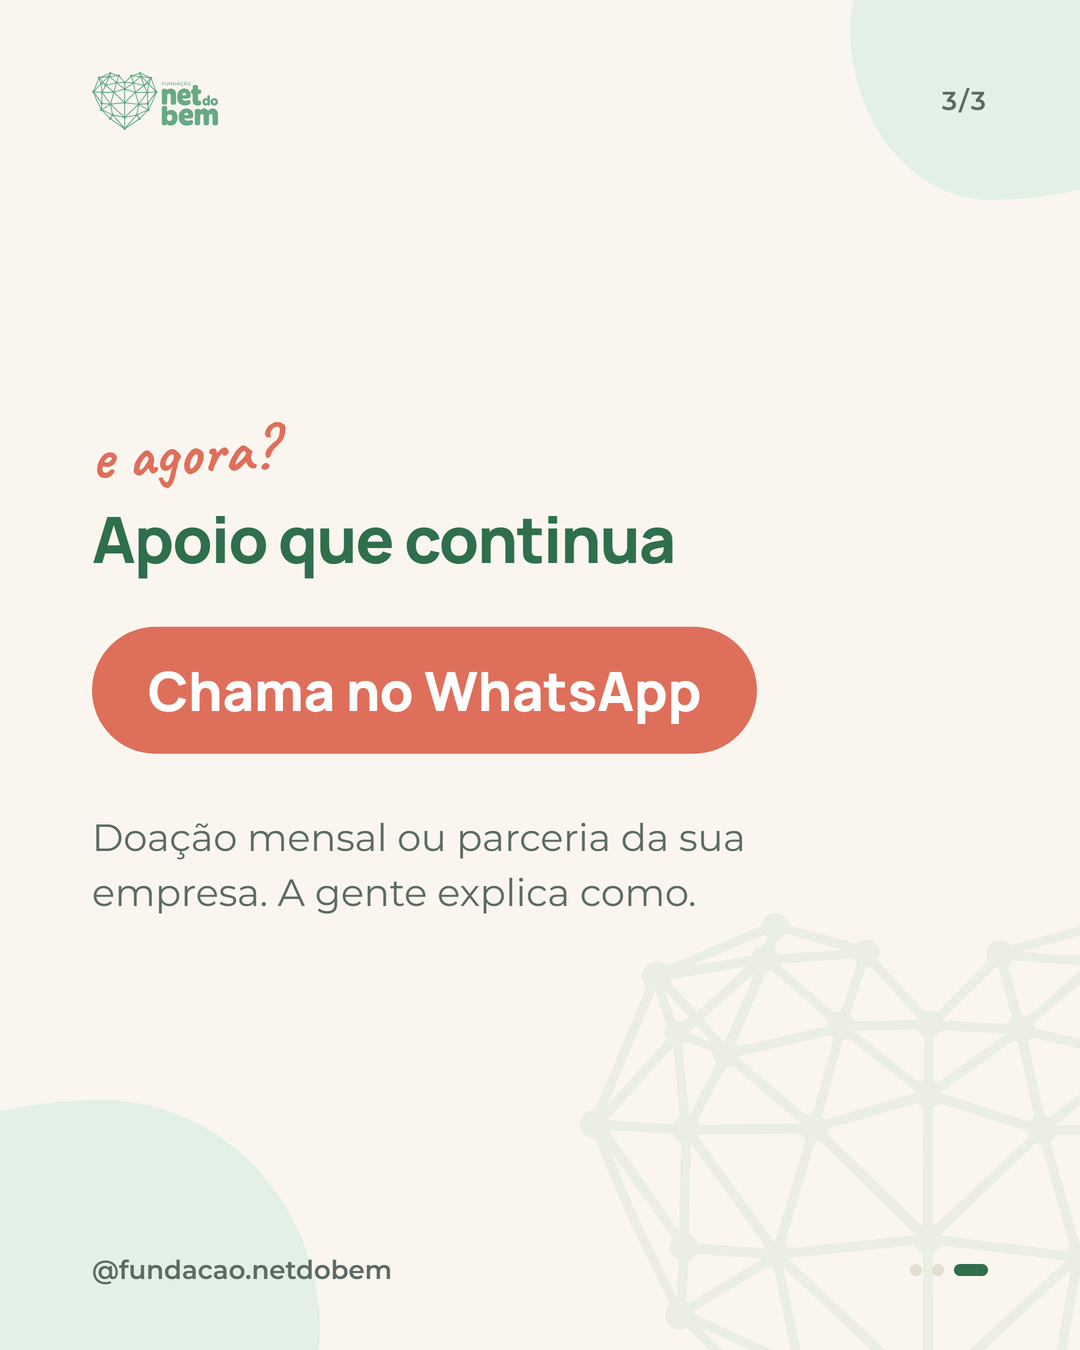 FUNDAÇÃO
net do
bem
3/3
e agora?
Apoio que continua
Chama no WhatsApp
Doação mensal ou parceria da sua
empresa. A gente explica como.
@fundacao.netdobem